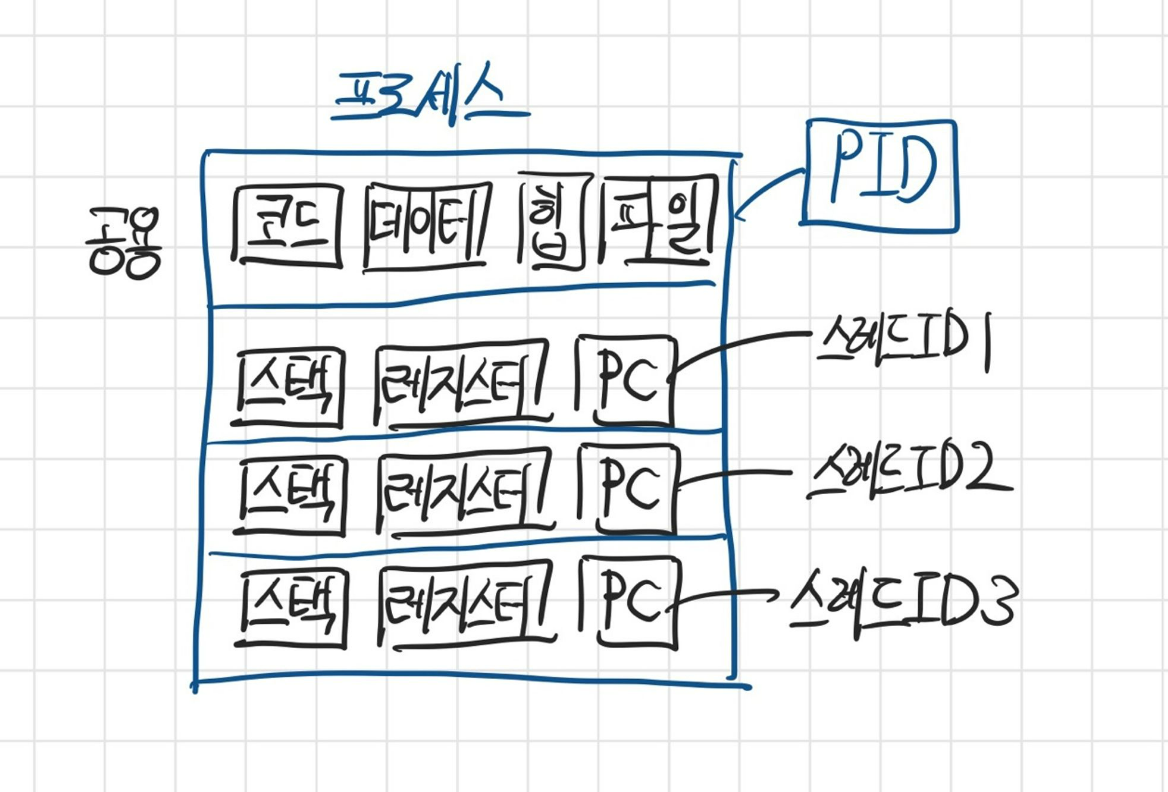 프로세스
PID
공용
코드 데이터 힙 파일
스택 레지스터 PC
스레드ID1
스택 레지스터 PC
스레드ID2
스택 레지스터 PC
스레드ID3